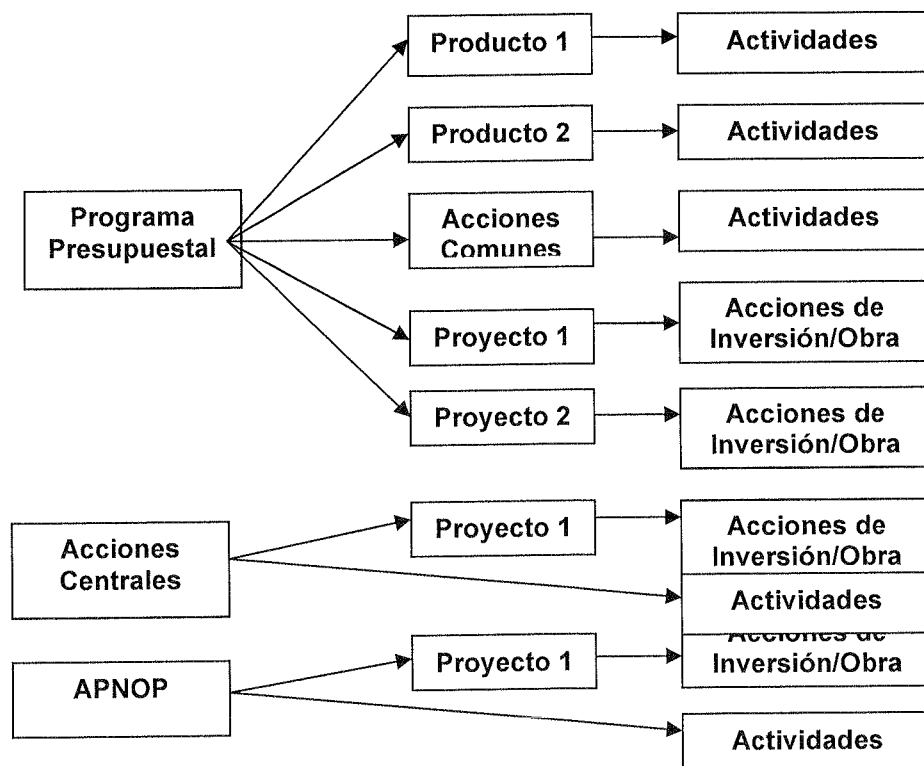 Producto 1
Actividades
Producto 2
Actividades
Programa
Presupuestal
Acciones
Comunes
Actividades
Proyecto 1
Acciones de
Inversión/Obra
Proyecto 2
Acciones de
Inversión/Obra
Acciones
Centrales
Proyecto 1
Acciones de
Inversión/Obra
Actividades
APNOP
Proyecto 1
Acciones de
Inversión/Obra
Actividades